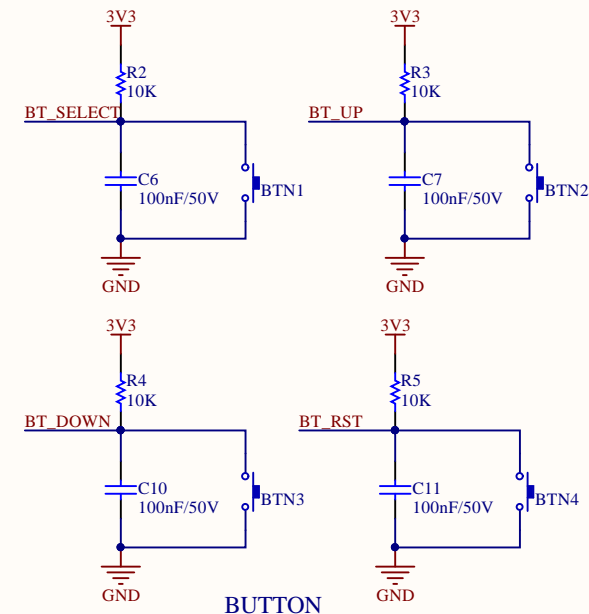 3V3
R2
10K
BT_SELECT
C6
100nF/50V
BTN1
GND
3V3
R3
10K
BT_UP
C7
100nF/50V
BTN2
GND
3V3
R4
10K
BT_DOWN
C10
100nF/50V
BTN3
GND
3V3
R5
10K
BT_RST
C11
100nF/50V
BTN4
GND
BUTTON